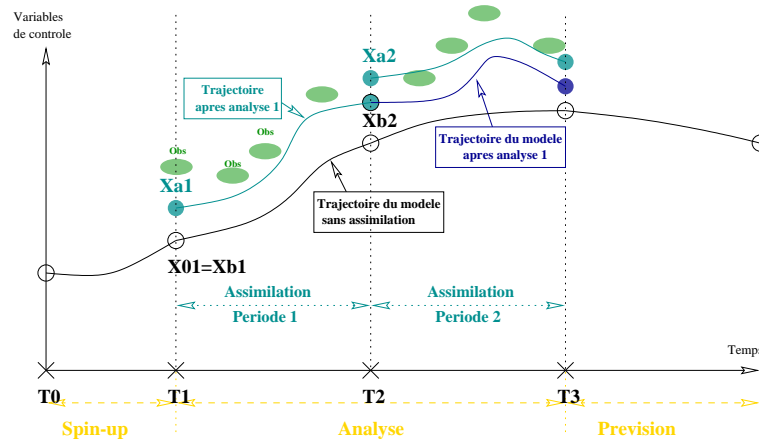 Variables
de controle
Xa2
Trajectoire
apres analyse 1
Xb2
Obs
Obs
Obs
Trajectoire du modele
apres analyse 1
Xa1
Trajectoire du modele
sans assimilation
X01=Xb1
Assimilation
Periode 1
Assimilation
Periode 2
Temps
T0
T1
T2
T3
Spin-up
Analyse
Prevision